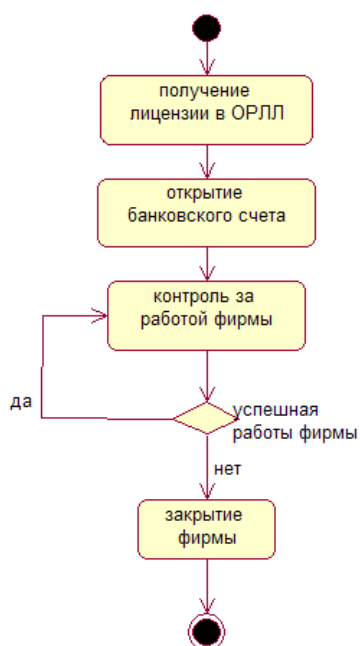 получение
лицензии в ОРЛЛ
открытие
банковского счета
контроль за
работой фирмы
да
успешная
работы фирмы
нет
закрытие
фирмы